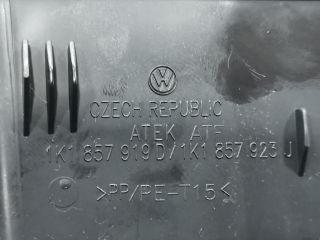 CZECH REPUBLIC
ATEK ATF
1K1 857 919 D/1K1 857 923 J
>PP/PE-T15<